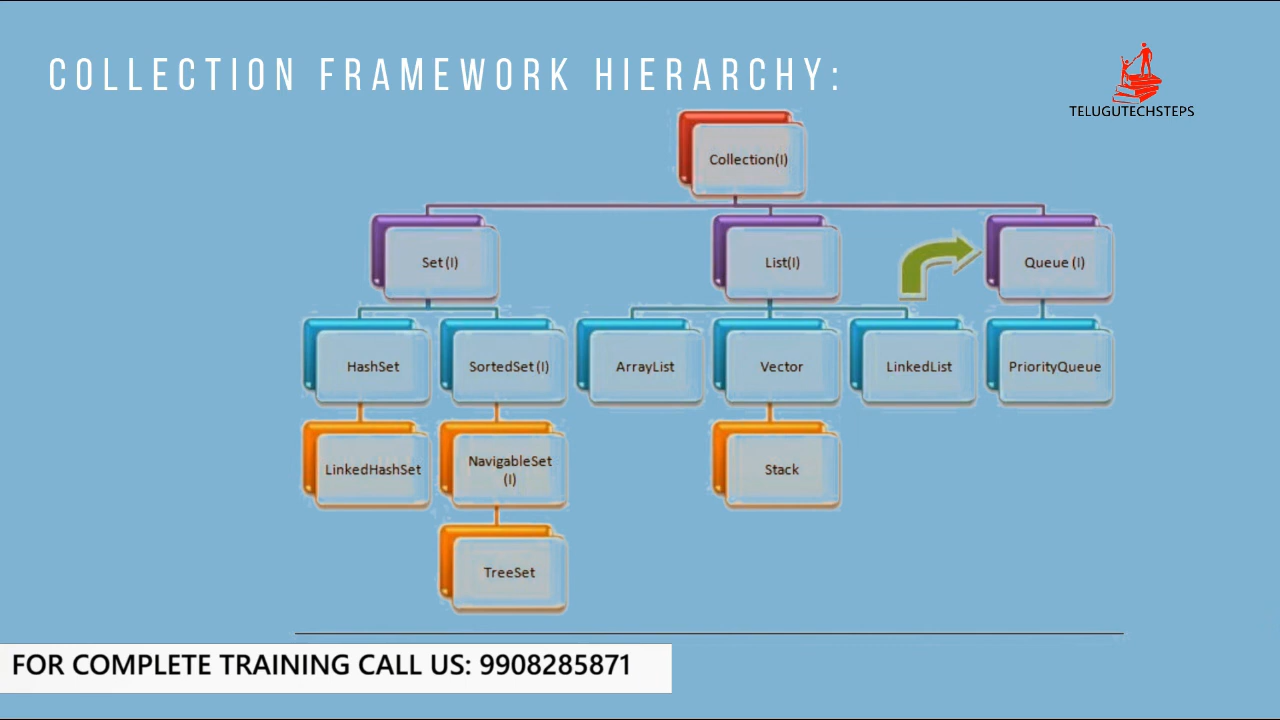 COLLECTION FRAMEWORK HIERARCHY:
TELUGUTECHSTEPS
Collection(I)
Set (I)
List(I)
Queue (I)
HashSet
SortedSet (I)
ArrayList
Vector
LinkedList
PriorityQueue
LinkedHashSet
NavigableSet
(I)
Stack
TreeSet
FOR COMPLETE TRAINING CALL US: 9908285871